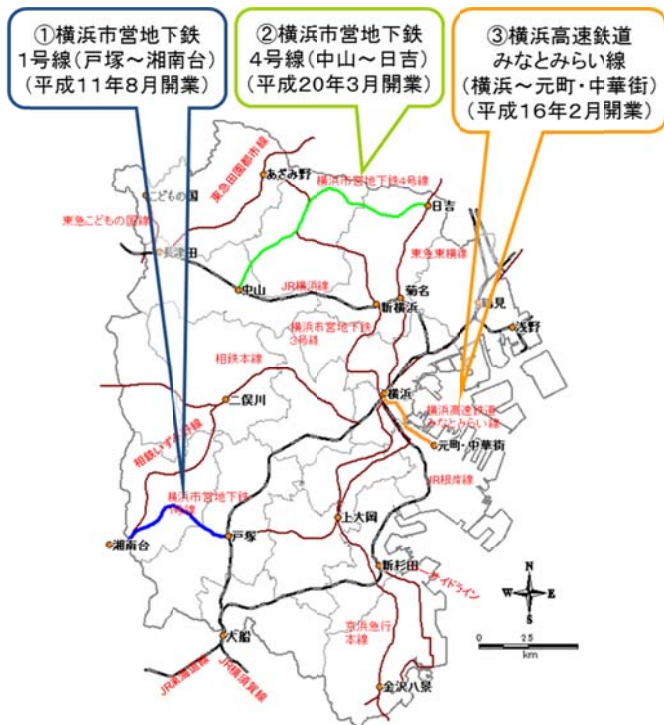 ①横浜市営地下鉄
1号線(戸塚～湘南台)
(平成11年8月開業)
②横浜市営地下鉄
4号線(中山～日吉)
(平成20年3月開業)
③横浜高速鉄道
みなとみらい線
(横浜～元町・中華街)
(平成16年2月開業)
東急田園都市線
あざみ野
横浜市営地下鉄4号線
こどもの国
日吉
東急こどもの国線
長津田
東急東横線
中山
JR横浜線
菊名
新横浜
鶴見
浅野
横浜市営地下鉄
3号線
相鉄本線
横浜
二俣川
横浜高速鉄道
みなとみらい線
元町・中華街
相鉄いずみ野線
JR根岸線
横浜市営地下鉄
1号線
上大岡
戸塚
湘南台
新杉田
シーサイドライン
N
W
E
S
京浜急行
本線
大船
0
2.5
km
JR東海道線
JR横須賀線
金沢八景